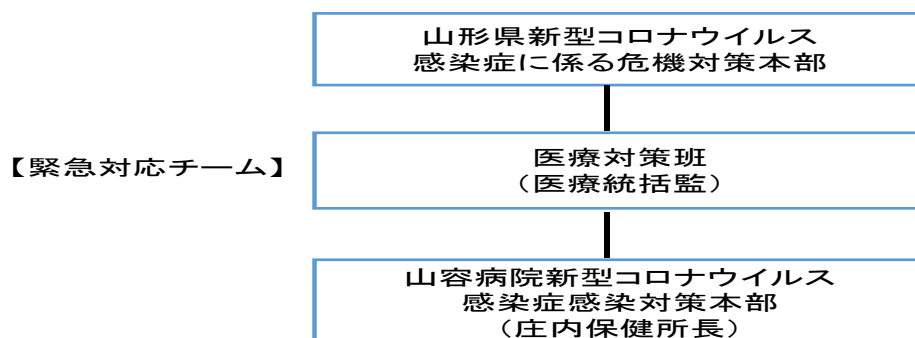 山形県新型コロナウイルス
感染症に係る危機対策本部
【緊急対応チーム】
医療対策班
（医療統括監）
山容病院新型コロナウイルス
感染症感染対策本部
（庄内保健所長）